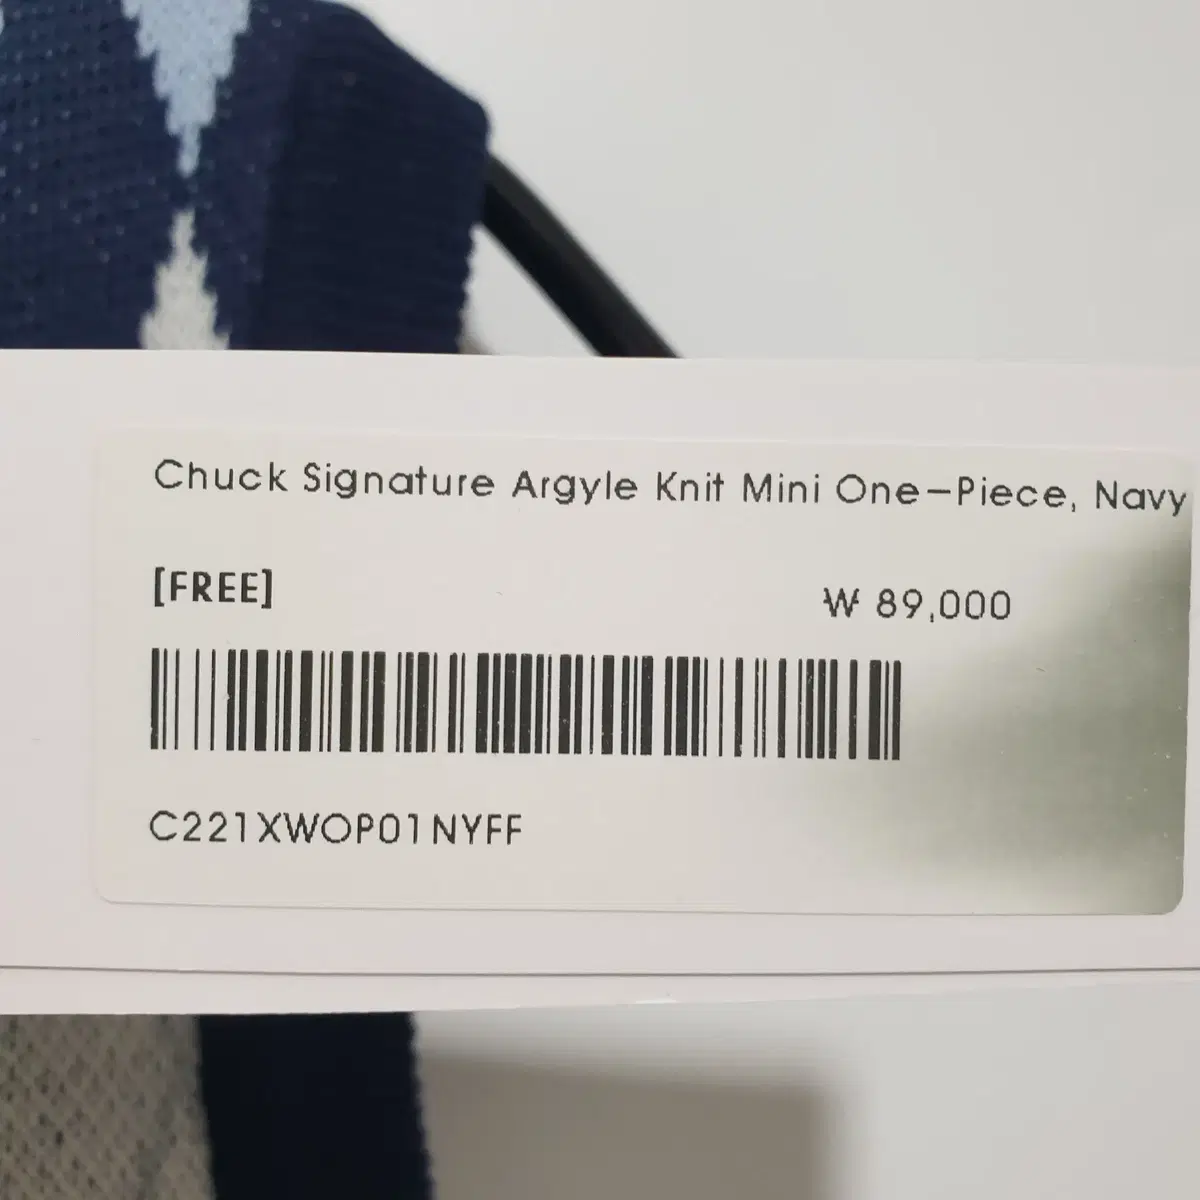 Chuck Signature Argyle Knit Mini One-Piece, Navy
[FREE]
₩ 89,000
C221XWOP01NYFF